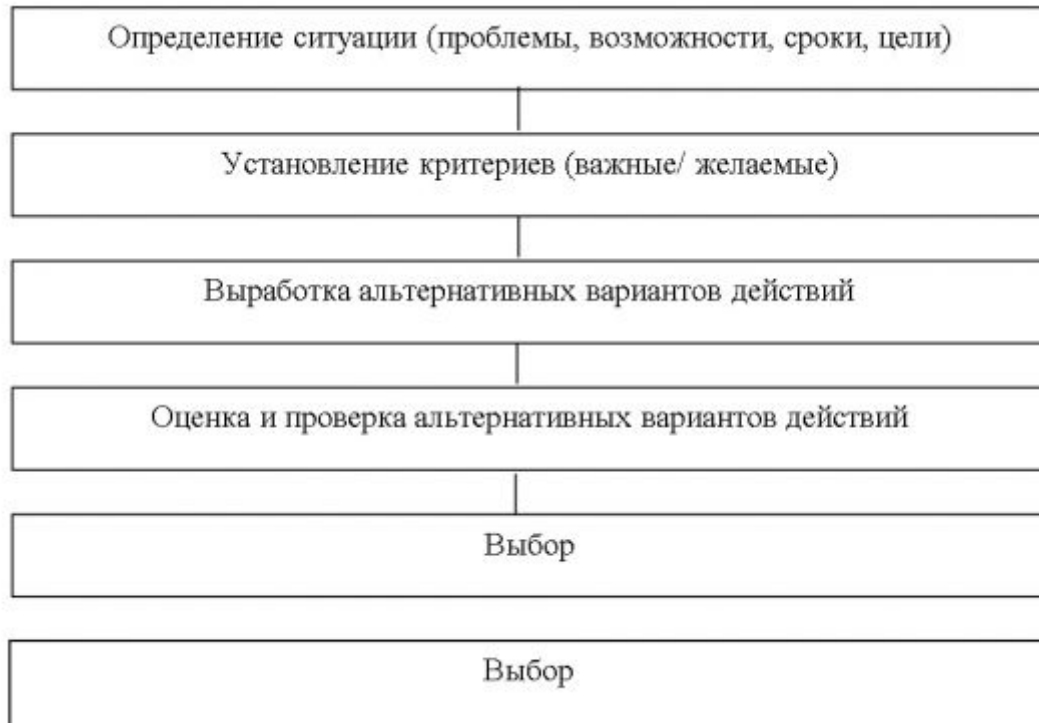 Определение ситуации (проблемы, возможности, сроки, цели)
Установление критериев (важные/ желаемые)
Выработка альтернативных вариантов действий
Оценка и проверка альтернативных вариантов действий
Выбор
Выбор